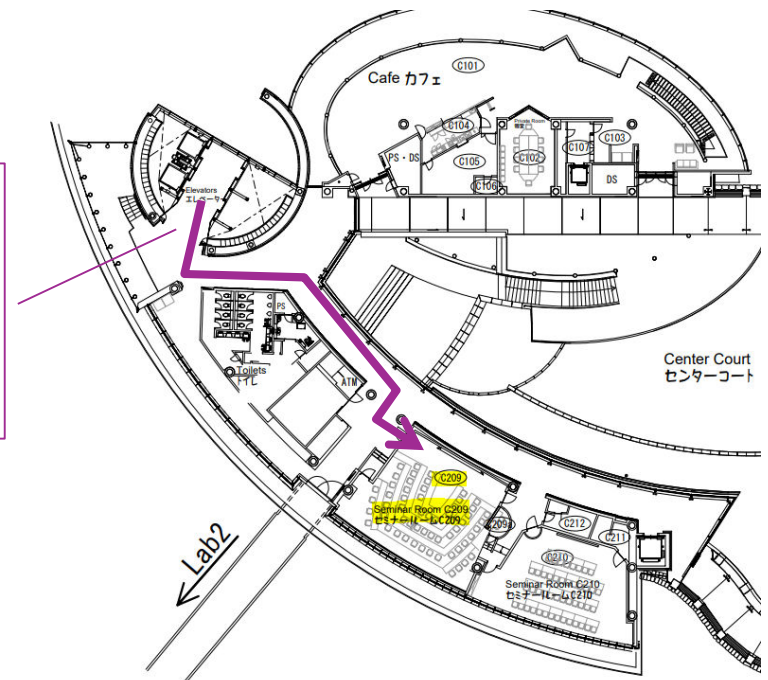 C101
Cafe カフェ
Private Room
C104
C103
C107
PS・DS
C105
C102
C106
DS
Elevators
エレベーター
PS
Toilets
トイレ
ATM
Center Court
センターコート
C209
Seminar Room C209
セミナールームC209
C209a
C212
C211
C210
Seminar Room C210
セミナールームC210
Lab2